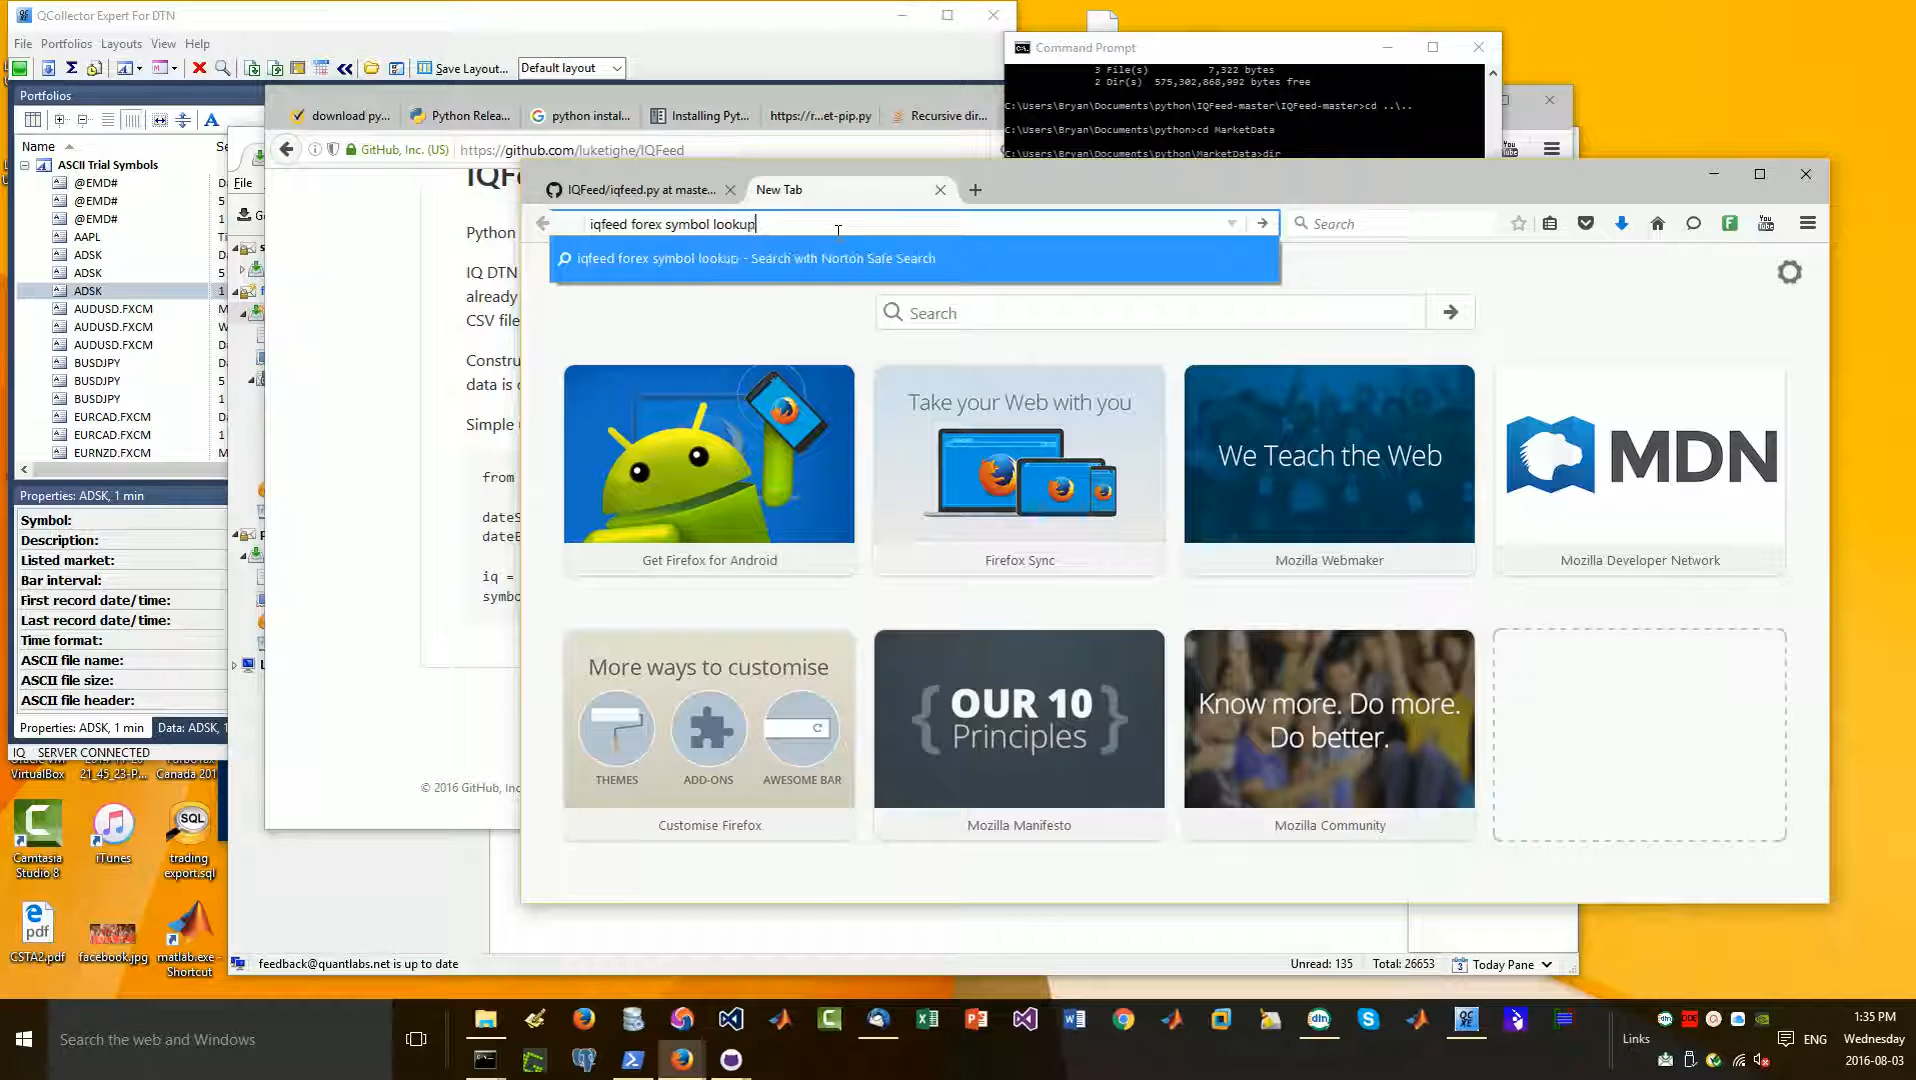 QCollector Expert For DTN
File Portfolios Layouts View Help
Save Layout...
Default layout
Portfolios
Name
ASCII Trial Symbols
@EMD#
@EMD#
@EMD#
AAPL
ADSK
ADSK
ADSK
AUDUSD.FXCM
AUDUSD.FXCM
AUDUSD.FXCM
BUSDJPY
BUSDJPY
BUSDJPY
EURCAD.FXCM
EURCAD.FXCM
EURNZD.FXCM
Properties: ADSK, 1 min
Symbol:
Description:
Listed market:
Bar interval:
First record date/time:
Last record date/time:
Time format:
ASCII file name:
ASCII file size:
ASCII file header:
Properties: ADSK, 1 min Data: ADSK, 1
IQ SERVER CONNECTED
File
Command Prompt
3 File(s) 7,322 bytes
2 Dir(s) 575,302,868,992 bytes free
C:\Users\Bryan\Documents\python\IQFeed-master\IQFeed-master>cd ..\..
C:\Users\Bryan\Documents\python>cd MarketData
C:\Users\Bryan\Documents\python\MarketData>dir
download py...
Python Relea...
python instal...
Installing Pyt...
https://r...et-pip.py
Recursive dir...
GitHub, Inc. (US)
https://github.com/luketighe/IQFeed
IQFe
Python
IQ DTN
already
CSV file
Constru
data is c
Simple
from
dateS
dateE
iq =
symbo
© 2016 GitHub, Inc
IQFeed/iqfeed.py at maste...
New Tab
iqfeed forex symbol lookup
Search
iqfeed forex symbol lookup - Search with Norton Safe Search
Search
Take your Web with you
We Teach the Web
MDN
Get Firefox for Android
Firefox Sync
Mozilla Webmaker
Mozilla Developer Network
More ways to customise
THEMES
ADD-ONS
AWESOME BAR
{ OUR 10 Principles }
Know more. Do more.
Do better.
Customise Firefox
Mozilla Manifesto
Mozilla Community
VirtualBox
21_45_23-P...
Canada 201
Camtasia Studio 8
iTunes
SQL
trading export.sql
pdf
CSTA2.pdf
facebook.jpg
matlab.exe - Shortcut
feedback@quantlabs.net is up to date
Unread: 135
Total: 26653
Today Pane
Search the web and Windows
Links
ENG
1:35 PM
Wednesday
2016-08-03